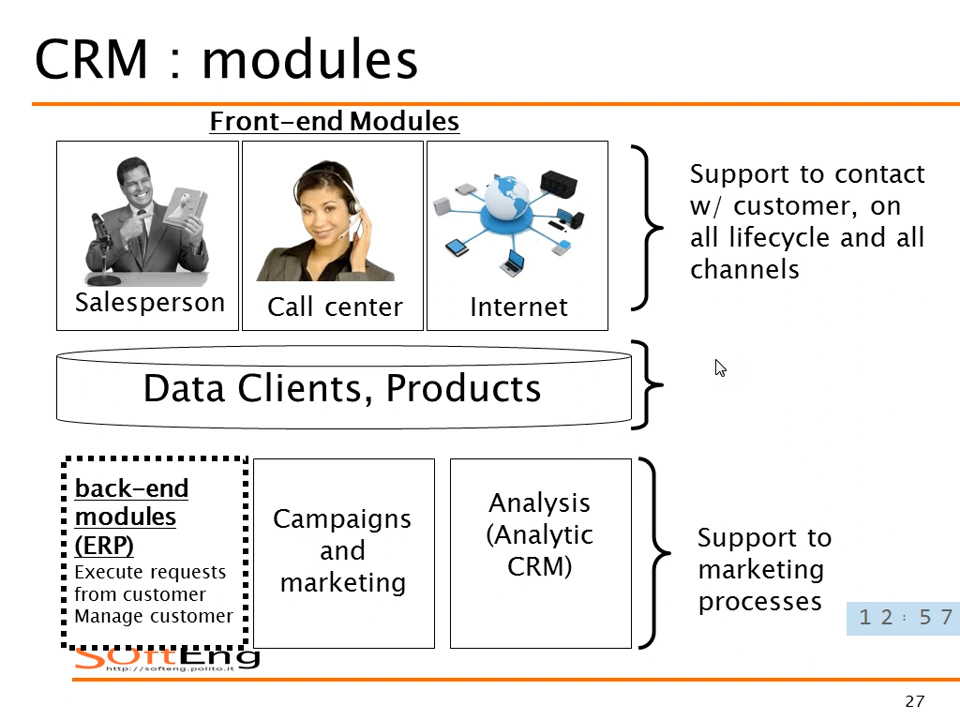 CRM : modules
Front-end Modules
Salesperson
Call center
Internet
Support to contact
w/ customer, on
all lifecycle and all
channels
Data Clients, Products
back-end
modules
(ERP)
Execute requests
from customer
Manage customer
Campaigns
and
marketing
Analysis
(Analytic
CRM)
Support to
marketing
processes
12:57
SoftEng
http://softeng.polito.it
27